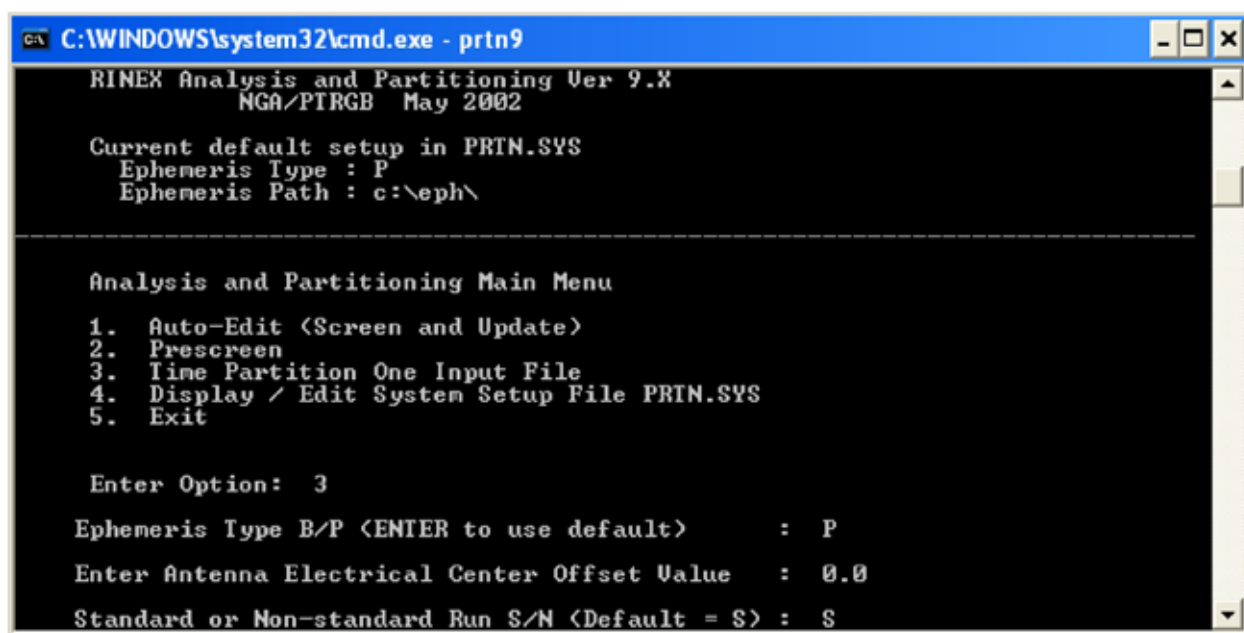 C:\WINDOWS\system32\cmd.exe - prtn9
RINEX Analysis and Partitioning Ver 9.X
NGA/PTRGB May 2002
Current default setup in PRTN.SYS
Ephemeris Type : P
Ephemeris Path : c:\eph\
Analysis and Partitioning Main Menu
1. Auto-Edit (Screen and Update)
2. Prescreen
3. Time Partition One Input File
4. Display / Edit System Setup File PRTN.SYS
5. Exit
Enter Option: 3
Ephemeris Type B/P (ENTER to use default) : P
Enter Antenna Electrical Center Offset Value : 0.0
Standard or Non-standard Run S/N (Default = S) : S